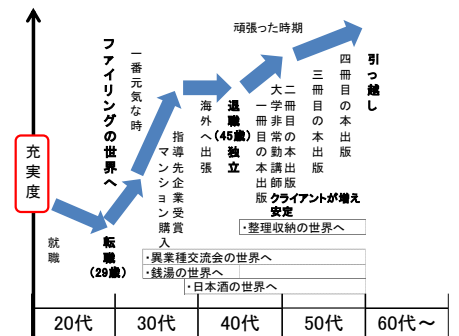 頑張った時期
ファイリングの世界へ
一番元気な時
引っ越し
四冊目の本出版
三冊目の本出版
二冊目の本出版
大学非常勤講師
一冊目の本出版
退職
(45歳)
独立
海外へ出張
指導先企業受賞
マンション購入
充実度
クライアントが増え
安定
就職
転職
(29歳)
・整理収納の世界へ
・異業種交流会の世界へ
・銭湯の世界へ
・日本酒の世界へ
20代
30代
40代
50代
60代～